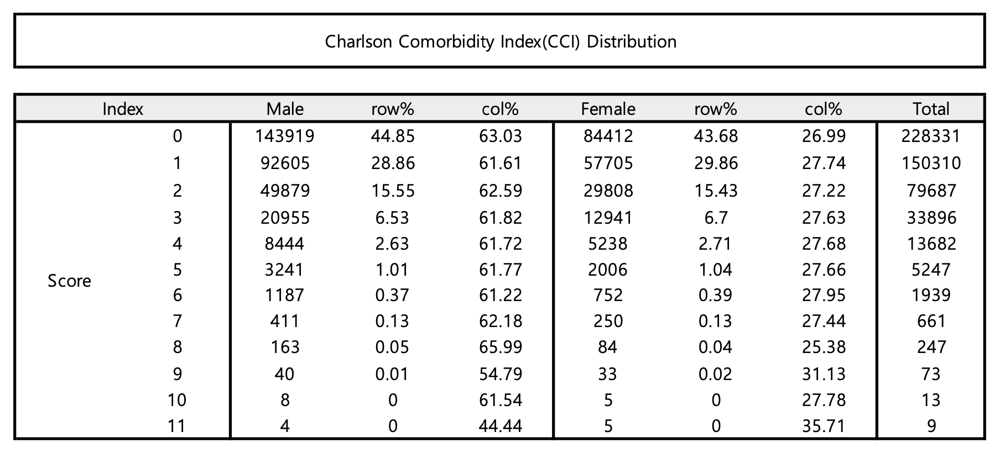 Charlson Comorbidity Index(CCI) Distribution
Index Male row% col% Female row% col% Total
0 143919 44.85 63.03 84412 43.68 26.99 228331
1 92605 28.86 61.61 57705 29.86 27.74 150310
2 49879 15.55 62.59 29808 15.43 27.22 79687
3 20955 6.53 61.82 12941 6.7 27.63 33896
4 8444 2.63 61.72 5238 2.71 27.68 13682
5 3241 1.01 61.77 2006 1.04 27.66 5247
Score
6 1187 0.37 61.22 752 0.39 27.95 1939
7 411 0.13 62.18 250 0.13 27.44 661
8 163 0.05 65.99 84 0.04 25.38 247
9 40 0.01 54.79 33 0.02 31.13 73
10 8 0 61.54 5 0 27.78 13
11 4 0 44.44 5 0 35.71 9